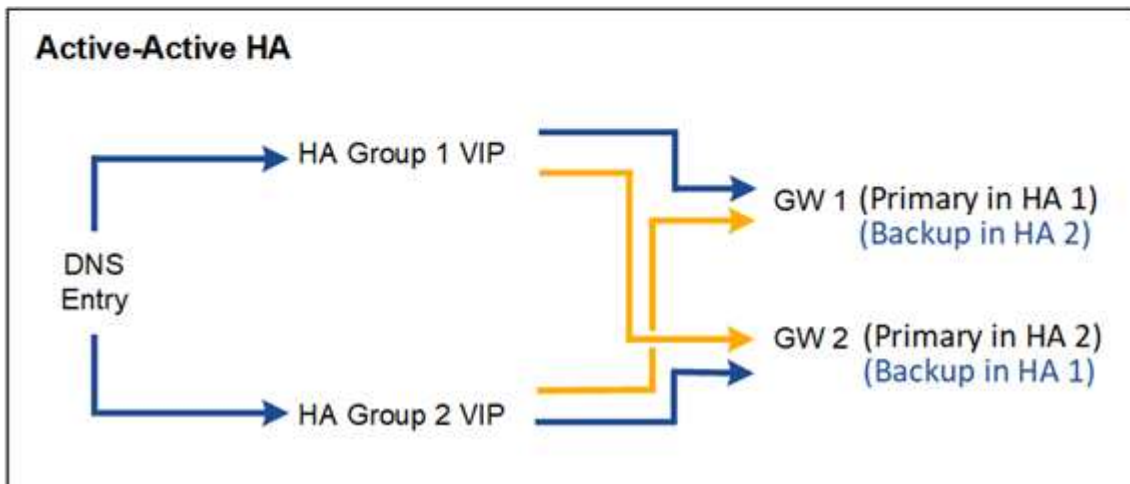 Active-Active HA
HA Group 1 VIP
GW 1 (Primary in HA 1)
(Backup in HA 2)
DNS
Entry
GW 2 (Primary in HA 2)
(Backup in HA 1)
HA Group 2 VIP